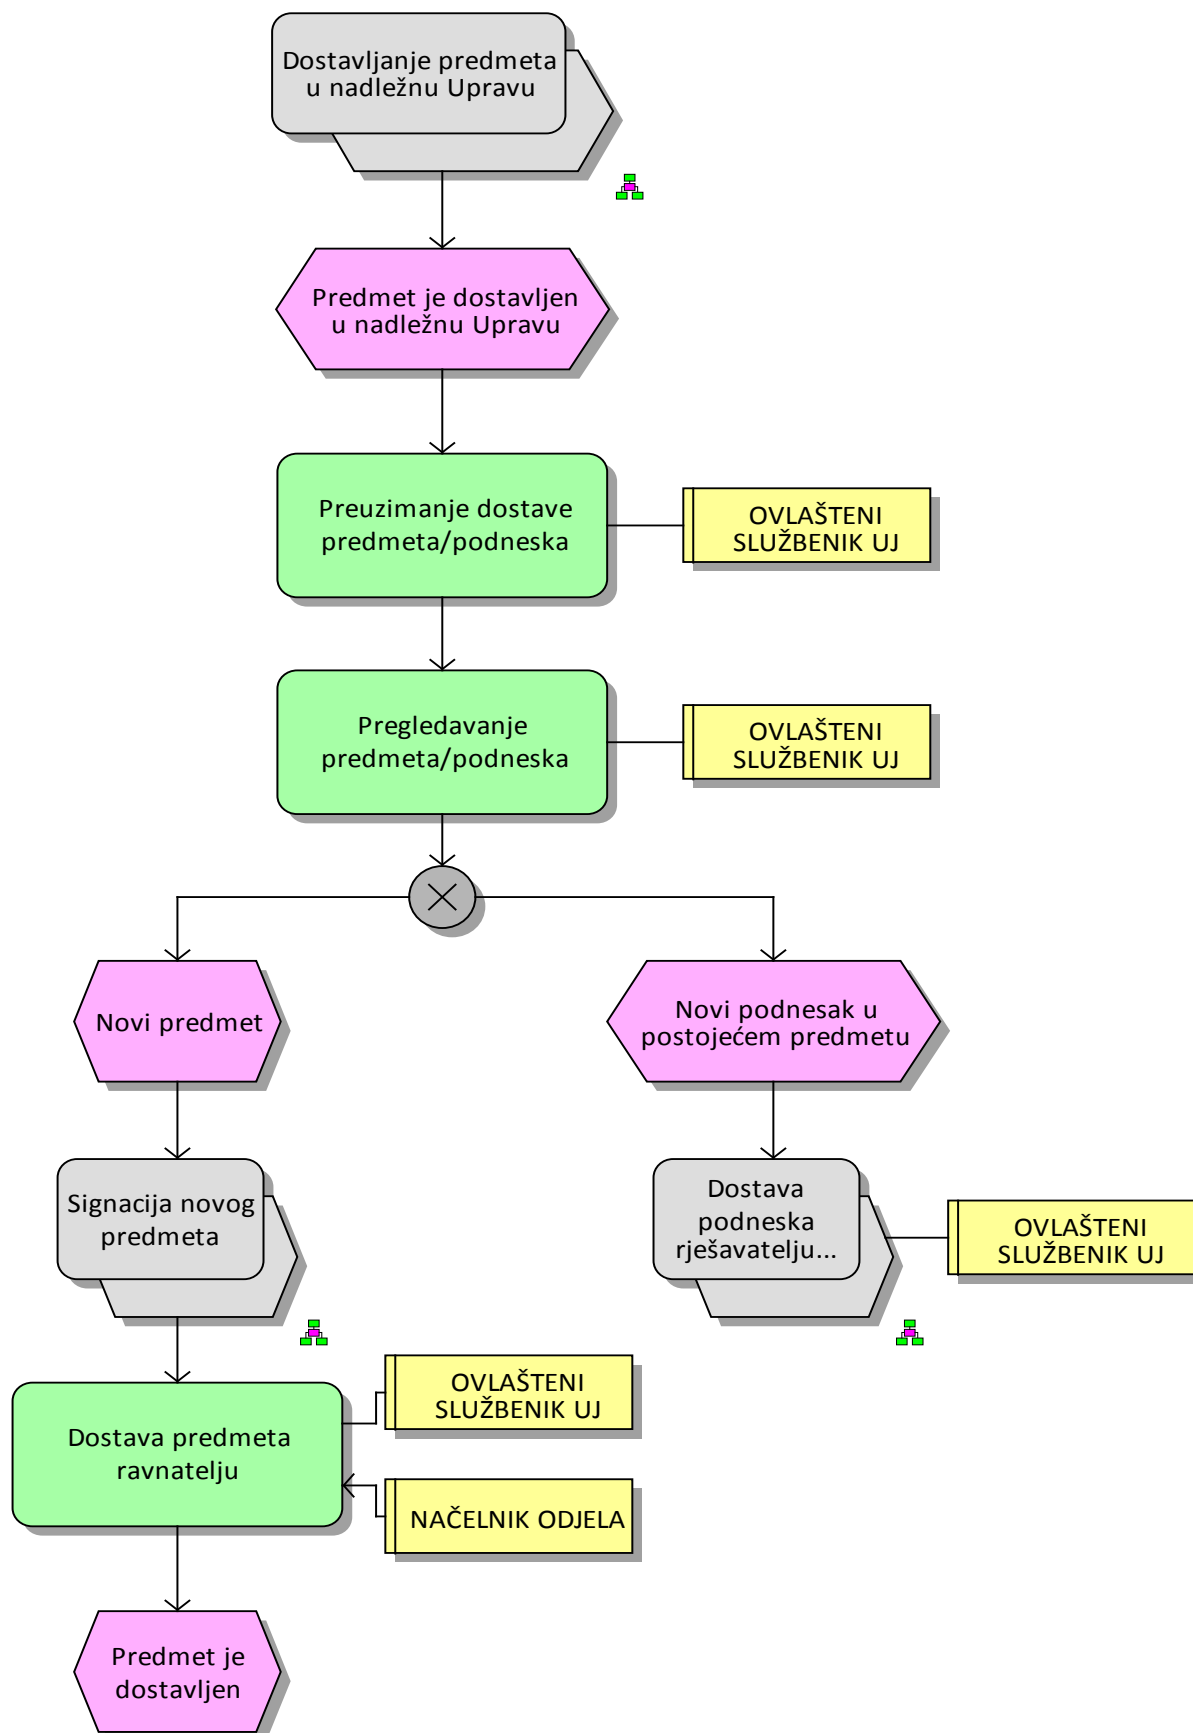 Dostavljanje predmeta
u nadležnu Upravu
Predmet je dostavljen
u nadležnu Upravu
Preuzimanje dostave
predmeta/podneska
OVLAŠTENI
SLUŽBENIK UJ
Pregledavanje
predmeta/podneska
OVLAŠTENI
SLUŽBENIK UJ
Novi predmet
Novi podnesak u
postojećem predmetu
Signacija novog
predmeta
Dostava
podneska
rješavatelju...
OVLAŠTENI
SLUŽBENIK UJ
Dostava predmeta
ravnatelju
OVLAŠTENI
SLUŽBENIK UJ
NAČELNIK ODJELA
Predmet je
dostavljen